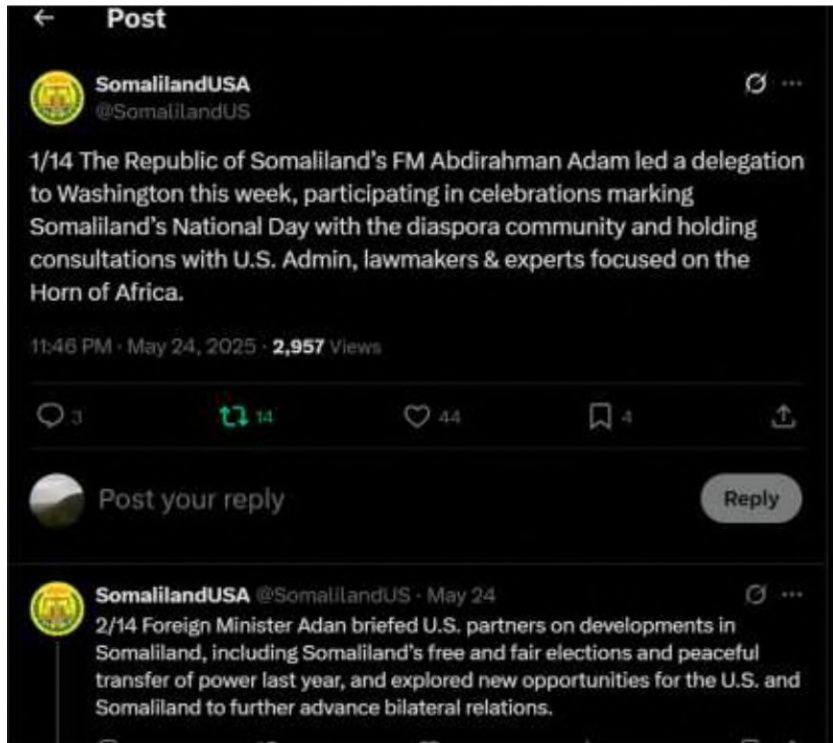 Post
SomalilandUSA
@SomalilandUS
1/14 The Republic of Somaliland's FM Abdirahman Adam led a delegation
to Washington this week, participating in celebrations marking
Somaliland's National Day with the diaspora community and holding
consultations with U.S. Admin, lawmakers & experts focused on the
Horn of Africa.
11:46 PM · May 24, 2025 · 2,957 Views
3 14 44 4
Post your reply
Reply
SomalilandUSA @SomalilandUS · May 24
2/14 Foreign Minister Adan briefed U.S. partners on developments in
Somaliland, including Somaliland's free and fair elections and peaceful
transfer of power last year, and explored new opportunities for the U.S. and
Somaliland to further advance bilateral relations.